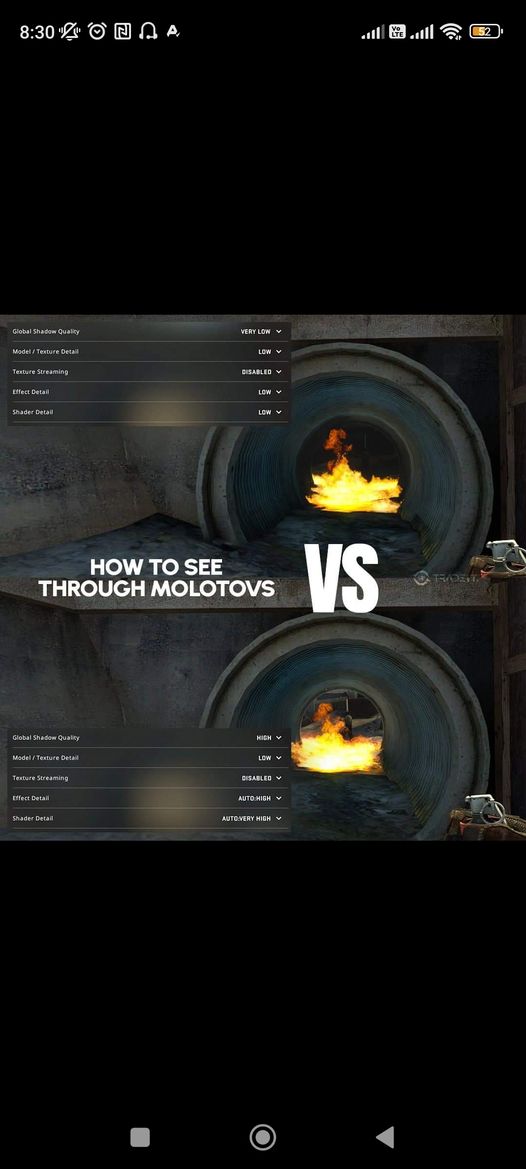 8:30
Vo
LTE
52
Global Shadow Quality VERY LOW
Model / Texture Detail LOW
Texture Streaming DISABLED
Effect Detail LOW
Shader Detail LOW
HOW TO SEE
THROUGH MOLOTOVS
VS
Global Shadow Quality HIGH
Model / Texture Detail LOW
Texture Streaming DISABLED
Effect Detail AUTO:HIGH
Shader Detail AUTO:VERY HIGH